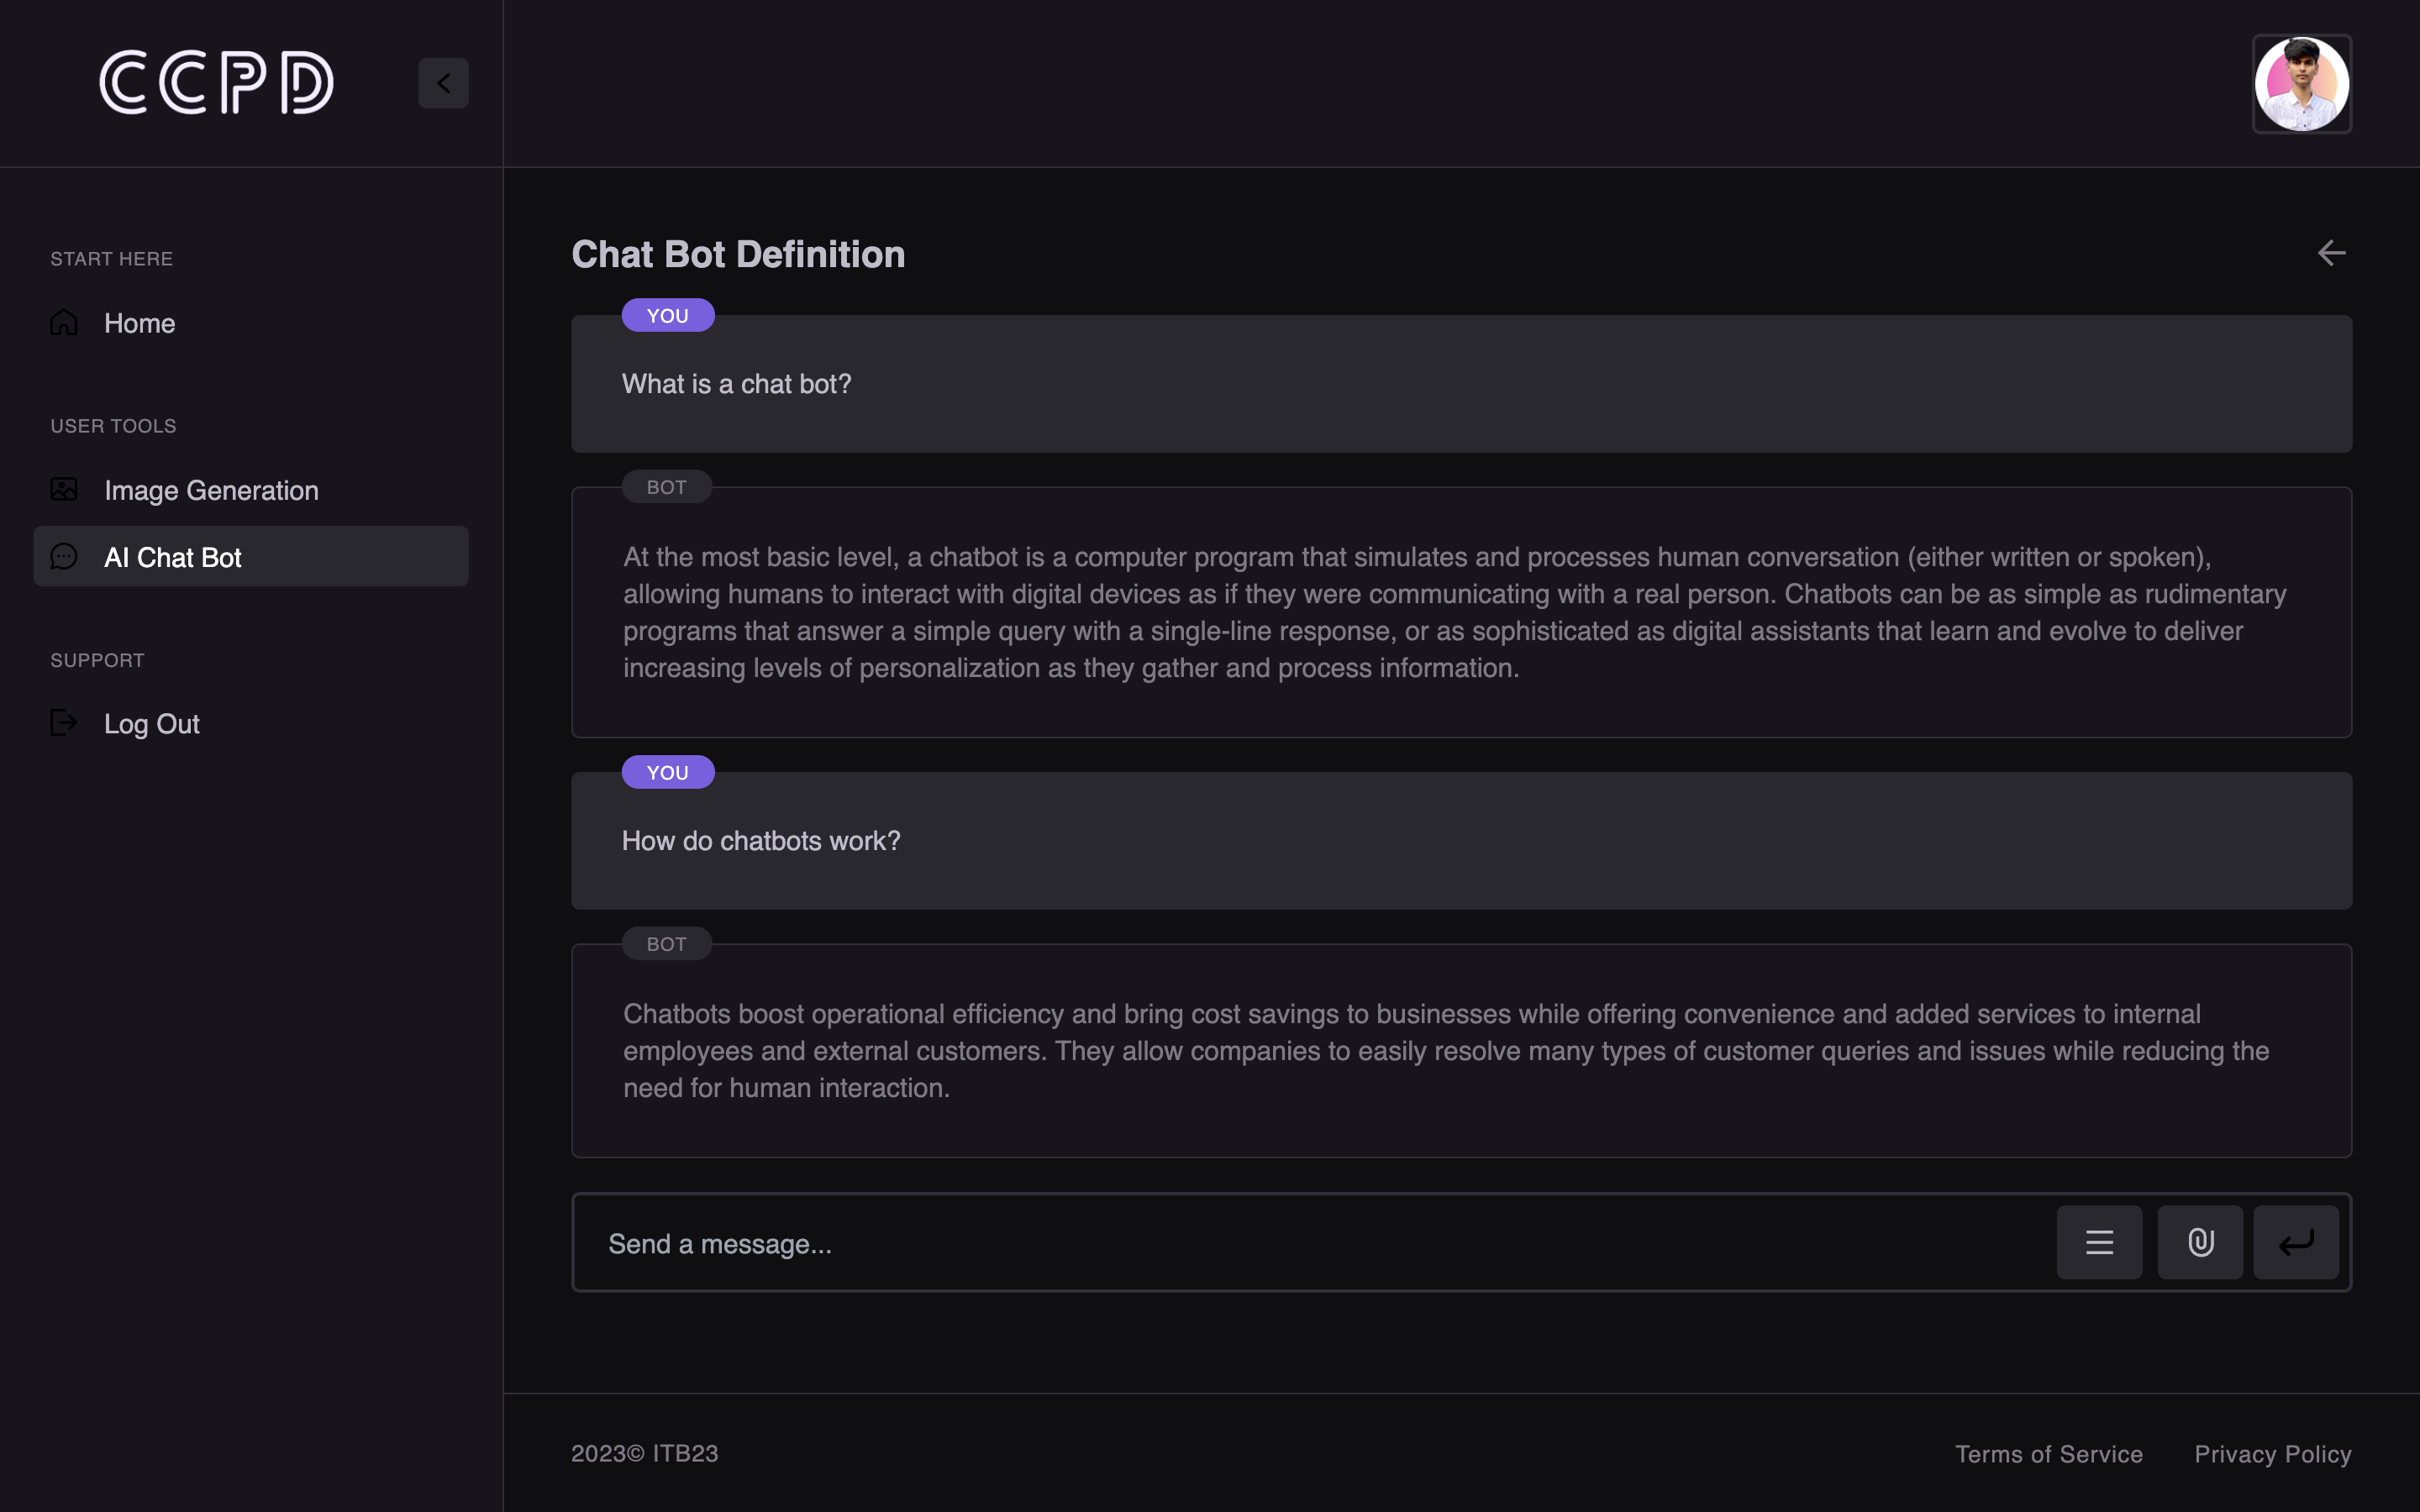 CCPD
START HERE
Home
USER TOOLS
Image Generation
AI Chat Bot
SUPPORT
Log Out
Chat Bot Definition
YOU
What is a chat bot?
BOT
At the most basic level, a chatbot is a computer program that simulates and processes human conversation (either written or spoken),
allowing humans to interact with digital devices as if they were communicating with a real person. Chatbots can be as simple as rudimentary
programs that answer a simple query with a single-line response, or as sophisticated as digital assistants that learn and evolve to deliver
increasing levels of personalization as they gather and process information.
YOU
How do chatbots work?
BOT
Chatbots boost operational efficiency and bring cost savings to businesses while offering convenience and added services to internal
employees and external customers. They allow companies to easily resolve many types of customer queries and issues while reducing the
need for human interaction.
Send a message...
2023© ITB23
Terms of Service
Privacy Policy